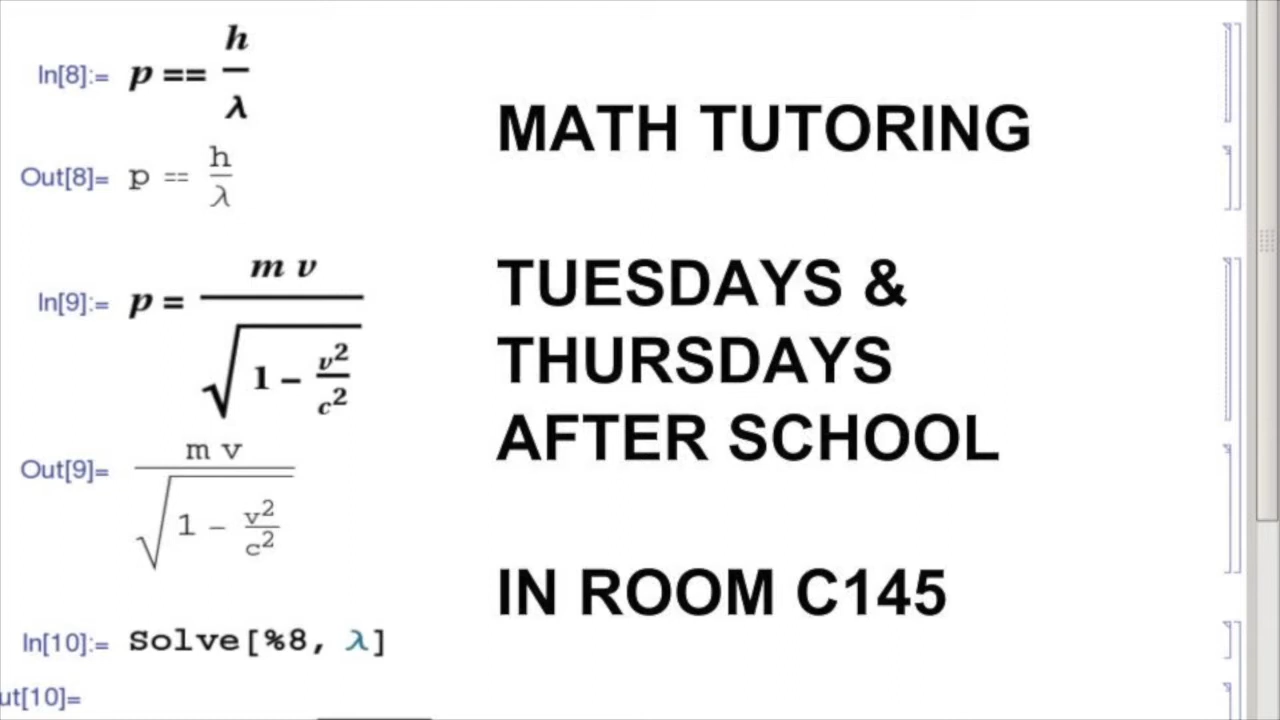 In[8]:= p == h/λ
Out[8]= p == h/λ
In[9]:= p = m v / √(1 - v²/c²)
Out[9]= m v / √(1 - v²/c²)
In[10]:= Solve[%8, λ]
ut[10]=
MATH TUTORING
TUESDAYS &
THURSDAYS
AFTER SCHOOL
IN ROOM C145